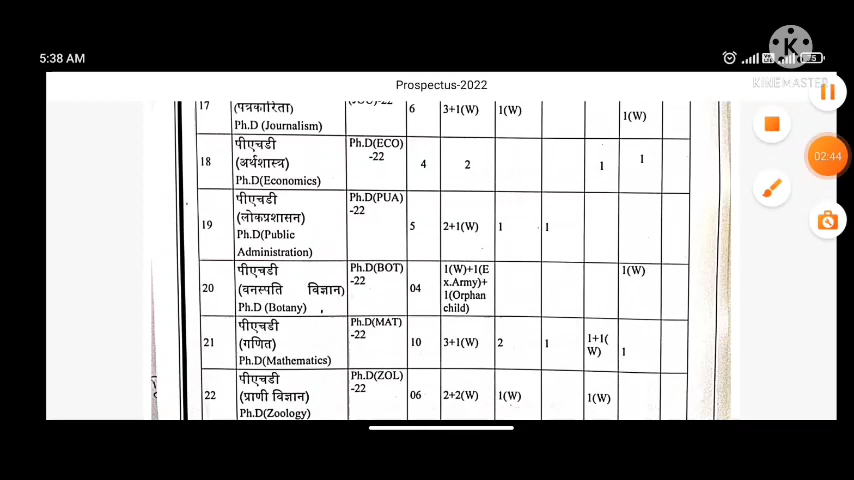 5:38 AM
75
KINEMASTER
Prospectus-2022
02:44
17 (पत्रकारिता) 6 3+1(W) 1(W) 1(W)
Ph.D (Journalism)
18 पीएचडी Ph.D(ECO) 4 2 1 1
(अर्थशास्त्र) -22
Ph.D(Economics)
19 पीएचडी Ph.D(PUA) 5 2+1(W) 1 1
(लोकप्रशासन) -22
Ph.D(Public
Administration)
20 पीएचडी Ph.D(BOT) 04 1(W)+1(E 1(W)
(वनस्पति विज्ञान) -22 x.Army)+
Ph.D (Botany) 1(Orphan
child)
21 पीएचडी Ph.D(MAT) 10 3+1(W) 2 1 1+1( 1
(गणित) -22 W)
Ph.D(Mathematics)
22 पीएचडी Ph.D(ZOL) 06 2+2(W) 1(W) 1(W)
(प्राणी विज्ञान) -22
Ph.D(Zoology)